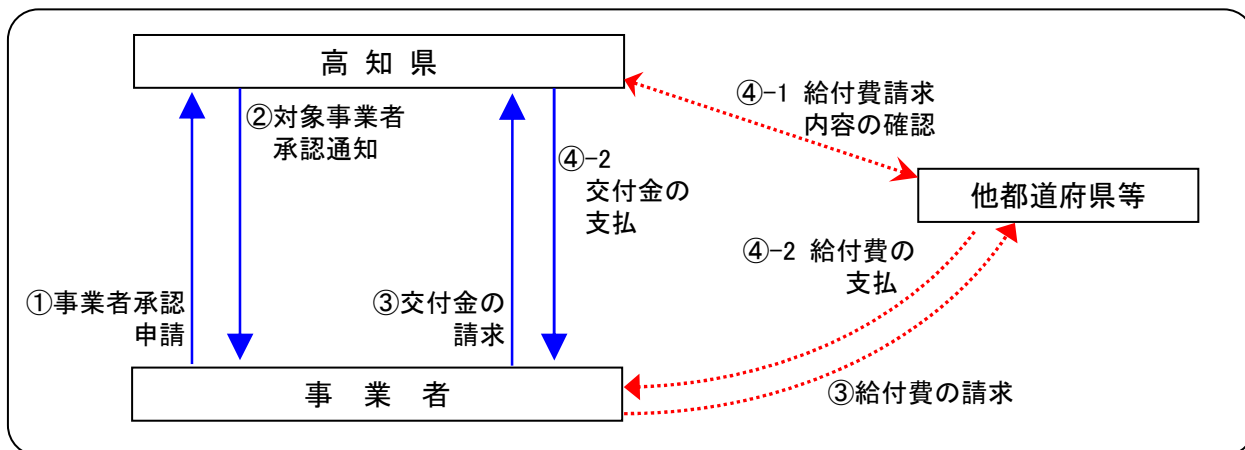 高 知 県
④-1 給付費請求
内容の確認
②対象事業者
承認通知
④-2
交付金の
支払
他都道府県等
④-2 給付費の
支払
①事業者承認
申請
③交付金の
請求
事 業 者
③給付費の請求